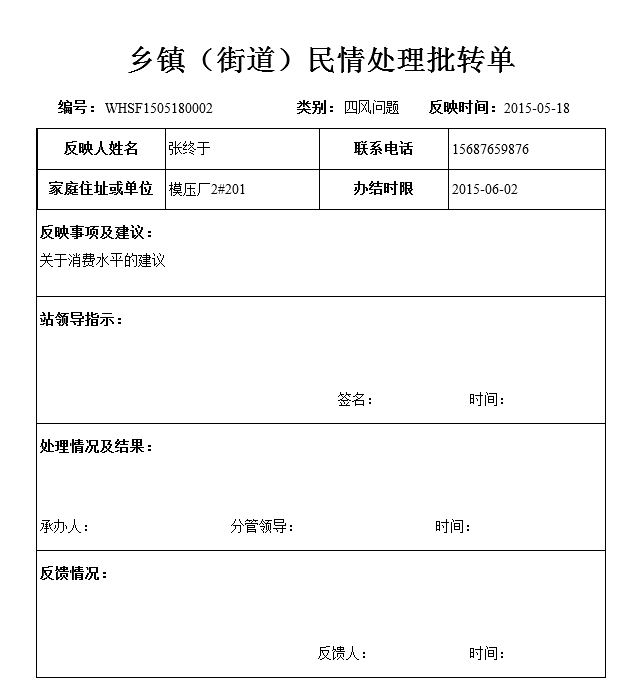 乡镇（街道）民情处理批转单
编号：WHSF1505180002 类别：四风问题 反映时间：2015-05-18
反映人姓名 张终于 联系电话 15687659876
家庭住址或单位 模压厂2#201 办结时限 2015-06-02
反映事项及建议：
关于消费水平的建议
站领导指示：
签名： 时间：
处理情况及结果：
承办人： 分管领导： 时间：
反馈情况：
反馈人： 时间：